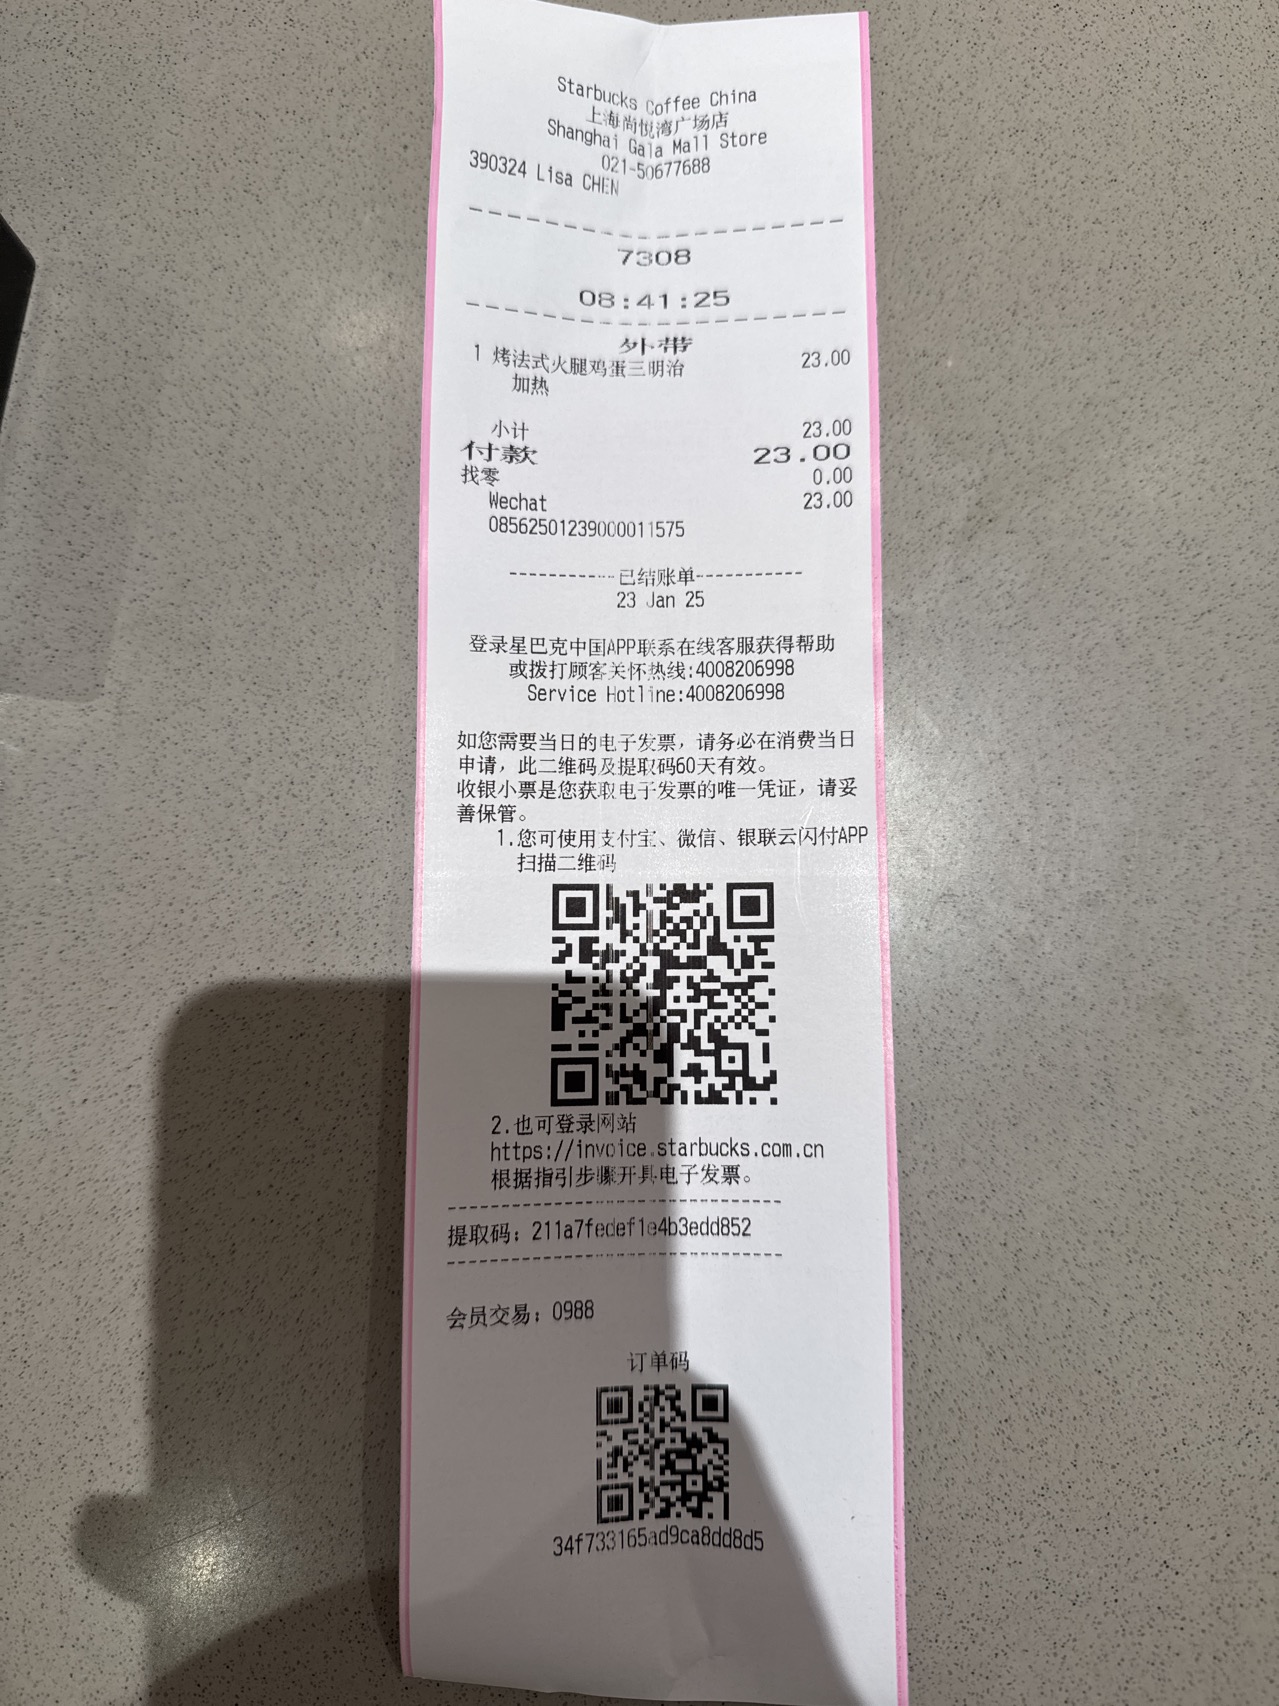 Starbucks Coffee China
上海尚悦湾广场店
Shanghai Gala Mall Store
021-50677688
390324 Lisa CHEN
7308
08:41:25
外带
1 烤法式火腿鸡蛋三明治 23.00
加热
小计 23.00
付款 23.00
找零 0.00
Wechat 23.00
08562501239000011575
-----------已结账单-----------
23 Jan 25
登录星巴克中国APP联系在线客服获得帮助
或拨打顾客关怀热线:4008206998
Service Hotline:4008206998
如您需要当日的电子发票，请务必在消费当日
申请，此二维码及提取码60天有效。
收银小票是您获取电子发票的唯一凭证，请妥
善保管。
1.您可使用支付宝、微信、银联云闪付APP
扫描二维码
2.也可登录网站
https://invoice.starbucks.com.cn
根据指引步骤开具电子发票。
提取码：211a7fedef1e4b3edd852
会员交易：0988
订单码
34f733165ad9ca8dd8d5